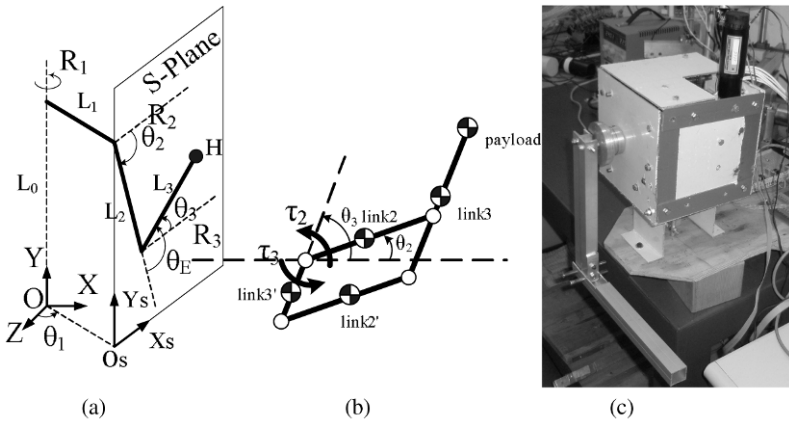 R1
L1
S-Plane
R2
θ2
H
L0
L2
L3
θ3
R3
θE
Y
X
O
Z
θ1
Ys
Xs
Os
(a)
payload
τ2
θ3
link2
link3
θ2
τ3
link3'
link2'
(b)
(c)